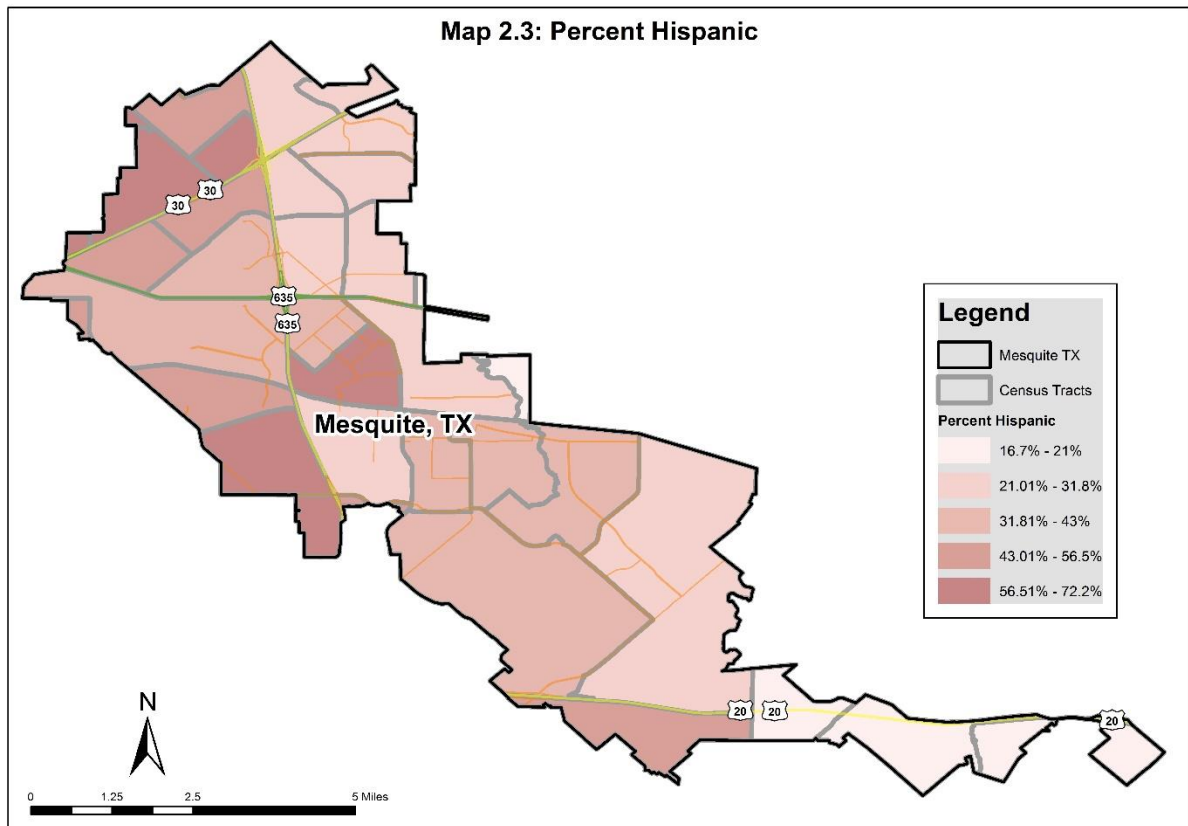 Map 2.3: Percent Hispanic
30
30
635
635
Mesquite, TX
Legend
Mesquite TX
Census Tracts
Percent Hispanic
16.7% - 21%
21.01% - 31.8%
31.81% - 43%
43.01% - 56.5%
56.51% - 72.2%
N
20
20
20
0 1.25 2.5 5 Miles